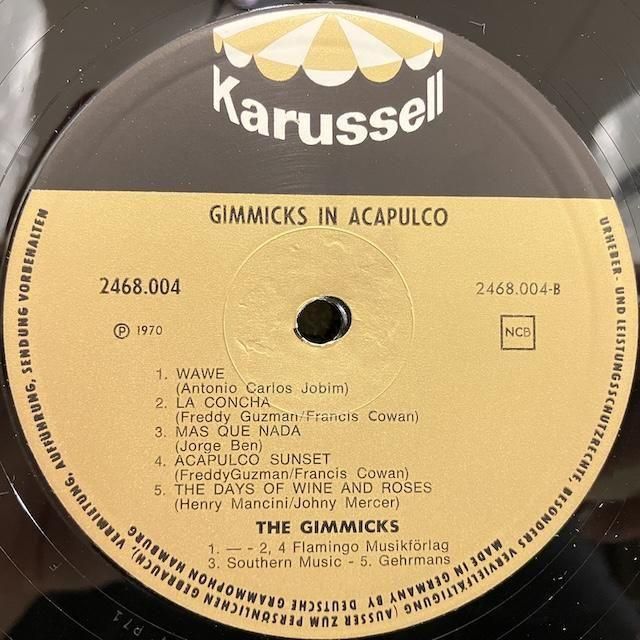 Karussell
GIMMICKS IN ACAPULCO
2468.004
2468.004-B
℗ 1970
NCB
1. WAWE
(Antonio Carlos Jobim)
2. LA CONCHA
(Freddy Guzman/Francis Cowan)
3. MAS QUE NADA
(Jorge Ben)
4. ACAPULCO SUNSET
(FreddyGuzman/Francis Cowan)
5. THE DAYS OF WINE AND ROSES
(Henry Mancini/Johny Mercer)
THE GIMMICKS
1. — - 2, 4 Flamingo Musikförlag
3. Southern Music - 5. Gehrmans
URHEBER- UND LEISTUNGSSCHUTZRECHTE, BESONDERS VERVIELFÄLTIGUNG (AUSSER ZUM PERSÖNLICHEN GEBRAUCH), VERMIETUNG, AUFFÜHRUNG, SENDUNG VORBEHALTEN
MADE IN GERMANY BY DEUTSCHE GRAMMOPHON HAMBURG